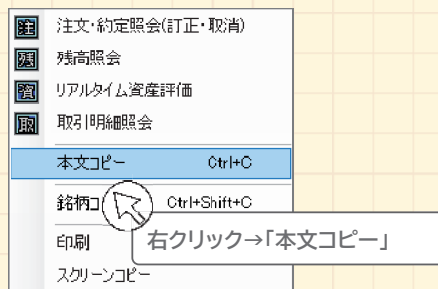 註 注文・約定照会(訂正・取消)
残 残高照会
資 リアルタイム資産評価
取 取引明細照会
本文コピー Ctrl+C
銘柄コ Ctrl+Shift+C
印刷
右クリック→「本文コピー」
スクリーンコピー